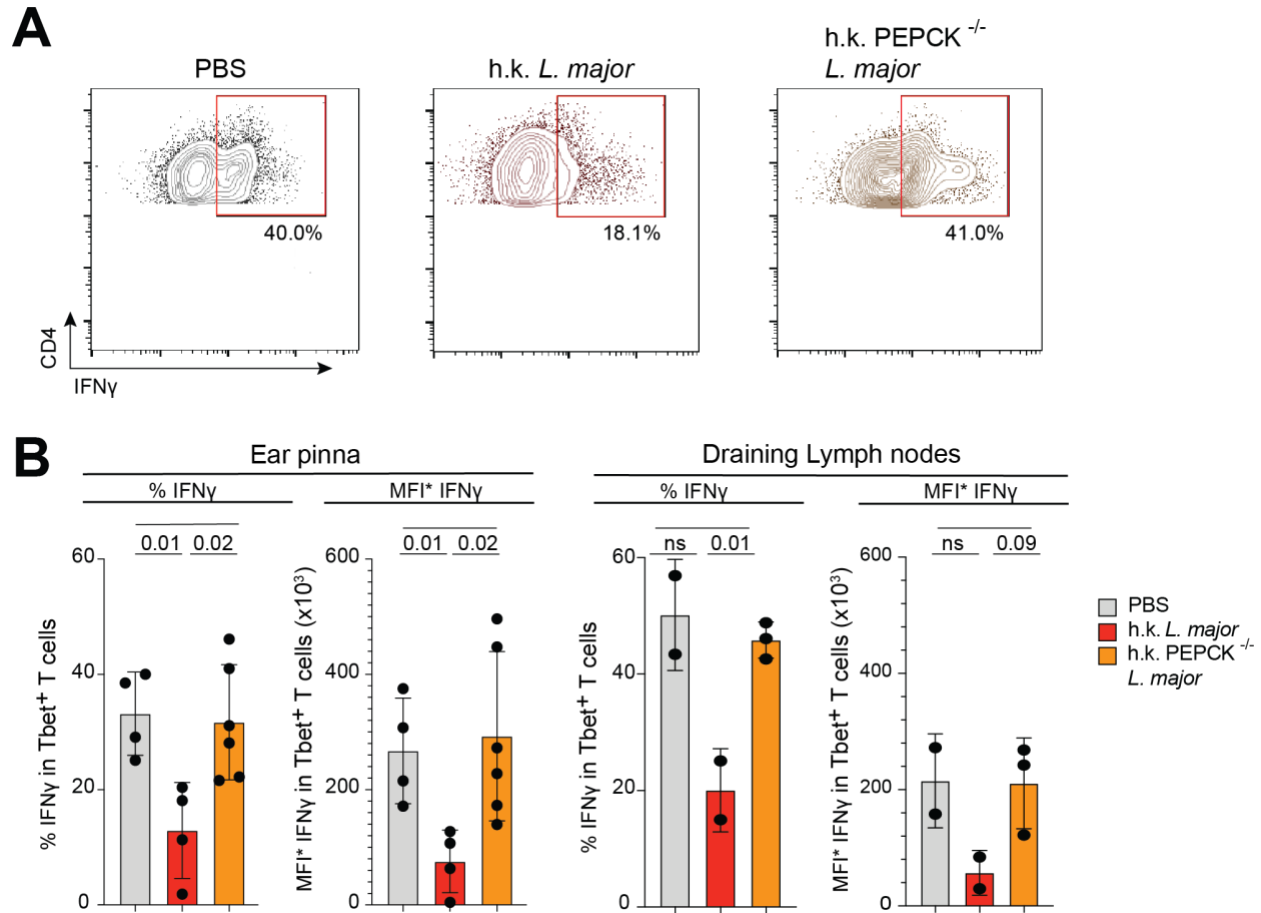 A
PBS
h.k. L. major
h.k. PEPCK -/-
L. major
40.0%
18.1%
41.0%
CD4
IFNγ
B
Ear pinna
Draining Lymph nodes
% IFNγ
MFI* IFNγ
% IFNγ
MFI* IFNγ
0.01
0.02
0.01
0.02
ns
0.01
ns
0.09
% IFNγ in Tbet+ T cells
60
40
20
0
MFI* IFNγ in Tbet+ T cells (x10³)
600
400
200
0
% IFNγ in Tbet+ T cells
60
40
20
0
MFI* IFNγ in Tbet+ T cells (x10³)
600
400
200
0
PBS
h.k. L. major
h.k. PEPCK -/-
L. major